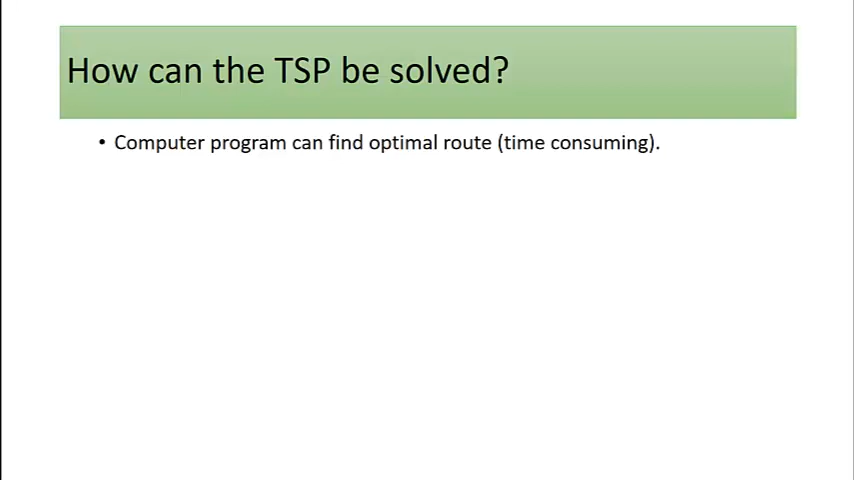 How can the TSP be solved?
• Computer program can find optimal route (time consuming).